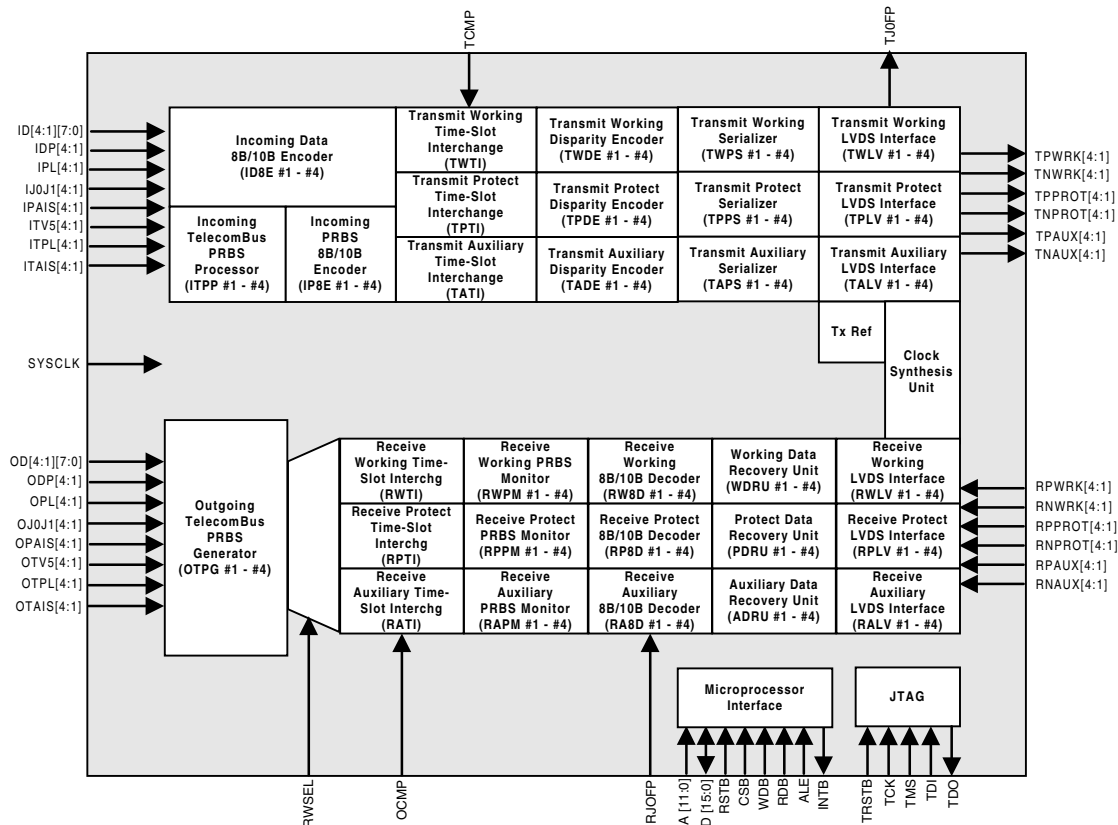 TCMP
TJ0FP
ID[4:1][7:0]
IDP[4:1]
IPL[4:1]
IJ0J1[4:1]
IPAIS[4:1]
ITV5[4:1]
ITPL[4:1]
ITAIS[4:1]
Incoming Data
8B/10B Encoder
(ID8E #1 - #4)
Incoming
TelecomBus
PRBS
Processor
(ITPP #1 - #4)
Incoming
PRBS
8B/10B
Encoder
(IP8E #1 - #4)
Transmit Working
Time-Slot
Interchange
(TWTI)
Transmit Working
Disparity Encoder
(TWDE #1 - #4)
Transmit Working
Serializer
(TWPS #1 - #4)
Transmit Working
LVDS Interface
(TWLV #1 - #4)
Transmit Protect
Time-Slot
Interchange
(TPTI)
Transmit Protect
Disparity Encoder
(TPDE #1 - #4)
Transmit Protect
Serializer
(TPPS #1 - #4)
Transmit Protect
LVDS Interface
(TPLV #1 - #4)
Transmit Auxiliary
Time-Slot
Interchange
(TATI)
Transmit Auxiliary
Disparity Encoder
(TADE #1 - #4)
Transmit Auxiliary
Serializer
(TAPS #1 - #4)
Transmit Auxiliary
LVDS Interface
(TALV #1 - #4)
TPWRK[4:1]
TNWRK[4:1]
TPPROT[4:1]
TNPROT[4:1]
TPAUX[4:1]
TNAUX[4:1]
Tx Ref
Clock
Synthesis
Unit
SYSCLK
OD[4:1][7:0]
ODP[4:1]
OPL[4:1]
OJ0J1[4:1]
OPAIS[4:1]
OTV5[4:1]
OTPL[4:1]
OTAIS[4:1]
Outgoing
TelecomBus
PRBS
Generator
(OTPG #1 - #4)
Receive
Working Time-
Slot Interchg
(RWTI)
Receive
Working PRBS
Monitor
(RWPM #1 - #4)
Receive
Working
8B/10B Decoder
(RW8D #1 - #4)
Working Data
Recovery Unit
(WDRU #1 - #4)
Receive
Working
LVDS Interface
(RWLV #1 - #4)
Receive Protect
Time-Slot
Interchg
(RPTI)
Receive Protect
PRBS Monitor
(RPPM #1 - #4)
Receive Protect
8B/10B Decoder
(RP8D #1 - #4)
Protect Data
Recovery Unit
(PDRU #1 - #4)
Receive Protect
LVDS Interface
(RPLV #1 - #4)
Receive
Auxiliary Time-
Slot Interchg
(RATI)
Receive
Auxiliary
PRBS Monitor
(RAPM #1 - #4)
Receive
Auxiliary
8B/10B Decoder
(RA8D #1 - #4)
Auxiliary Data
Recovery Unit
(ADRU #1 - #4)
Receive
Auxiliary
LVDS Interface
(RALV #1 - #4)
RPWRK[4:1]
RNWRK[4:1]
RPPROT[4:1]
RNPROT[4:1]
RPAUX[4:1]
RNAUX[4:1]
Microprocessor
Interface
JTAG
RWSEL
OCMP
RJOFP
A [11:0]
D [15:0]
RSTB
CSB
WDB
RDB
ALE
INTB
TRSTB
TCK
TMS
TDI
TDO